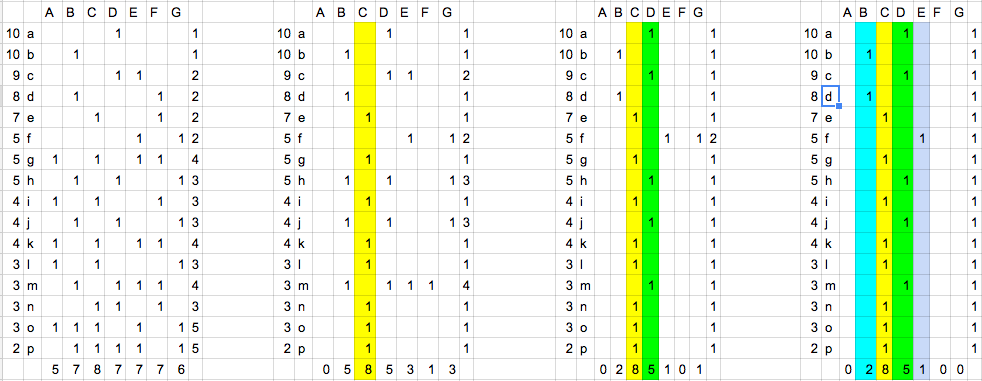 A B C D E F G A B C D E F G A B C D E F G A B C D E F G
10 a 1 1 10 a 1 1 10 a 1 1 10 a 1 1
10 b 1 1 10 b 1 1 10 b 1 1 10 b 1 1
9 c 1 1 2 9 c 1 1 2 9 c 1 1 9 c 1 1
8 d 1 1 2 8 d 1 1 8 d 1 1 8 d 1 1
7 e 1 1 2 7 e 1 1 7 e 1 1 7 e 1 1
5 f 1 1 2 5 f 1 1 2 5 f 1 1 2 5 f 1 1
5 g 1 1 1 1 4 5 g 1 1 5 g 1 1 5 g 1 1
5 h 1 1 1 3 5 h 1 1 1 3 5 h 1 1 5 h 1 1
4 i 1 1 1 3 4 i 1 1 4 i 1 1 4 i 1 1
4 j 1 1 1 3 4 j 1 1 1 3 4 j 1 1 4 j 1 1
4 k 1 1 1 1 4 4 k 1 1 4 k 1 1 4 k 1 1
3 l 1 1 1 3 3 l 1 1 3 l 1 1 3 l 1 1
3 m 1 1 1 1 4 3 m 1 1 1 1 4 3 m 1 1 3 m 1 1
3 n 1 1 1 3 3 n 1 1 3 n 1 1 3 n 1 1
3 o 1 1 1 1 1 5 3 o 1 1 3 o 1 1 3 o 1 1
2 p 1 1 1 1 1 5 2 p 1 1 2 p 1 1 2 p 1 1
5 7 8 7 7 7 6 0 5 8 5 3 1 3 0 2 8 5 1 0 1 0 2 8 5 1 0 0